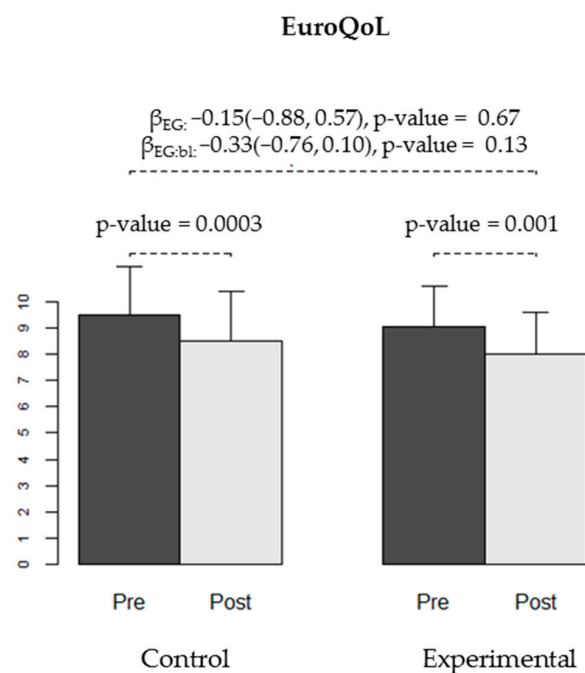 EuroQoL
βEG: −0.15(−0.88, 0.57), p-value = 0.67
βEG:bl: −0.33(−0.76, 0.10), p-value = 0.13
p-value = 0.0003
p-value = 0.001
10
9
8
7
6
5
4
3
2
1
0
Pre Post Pre Post
Control Experimental